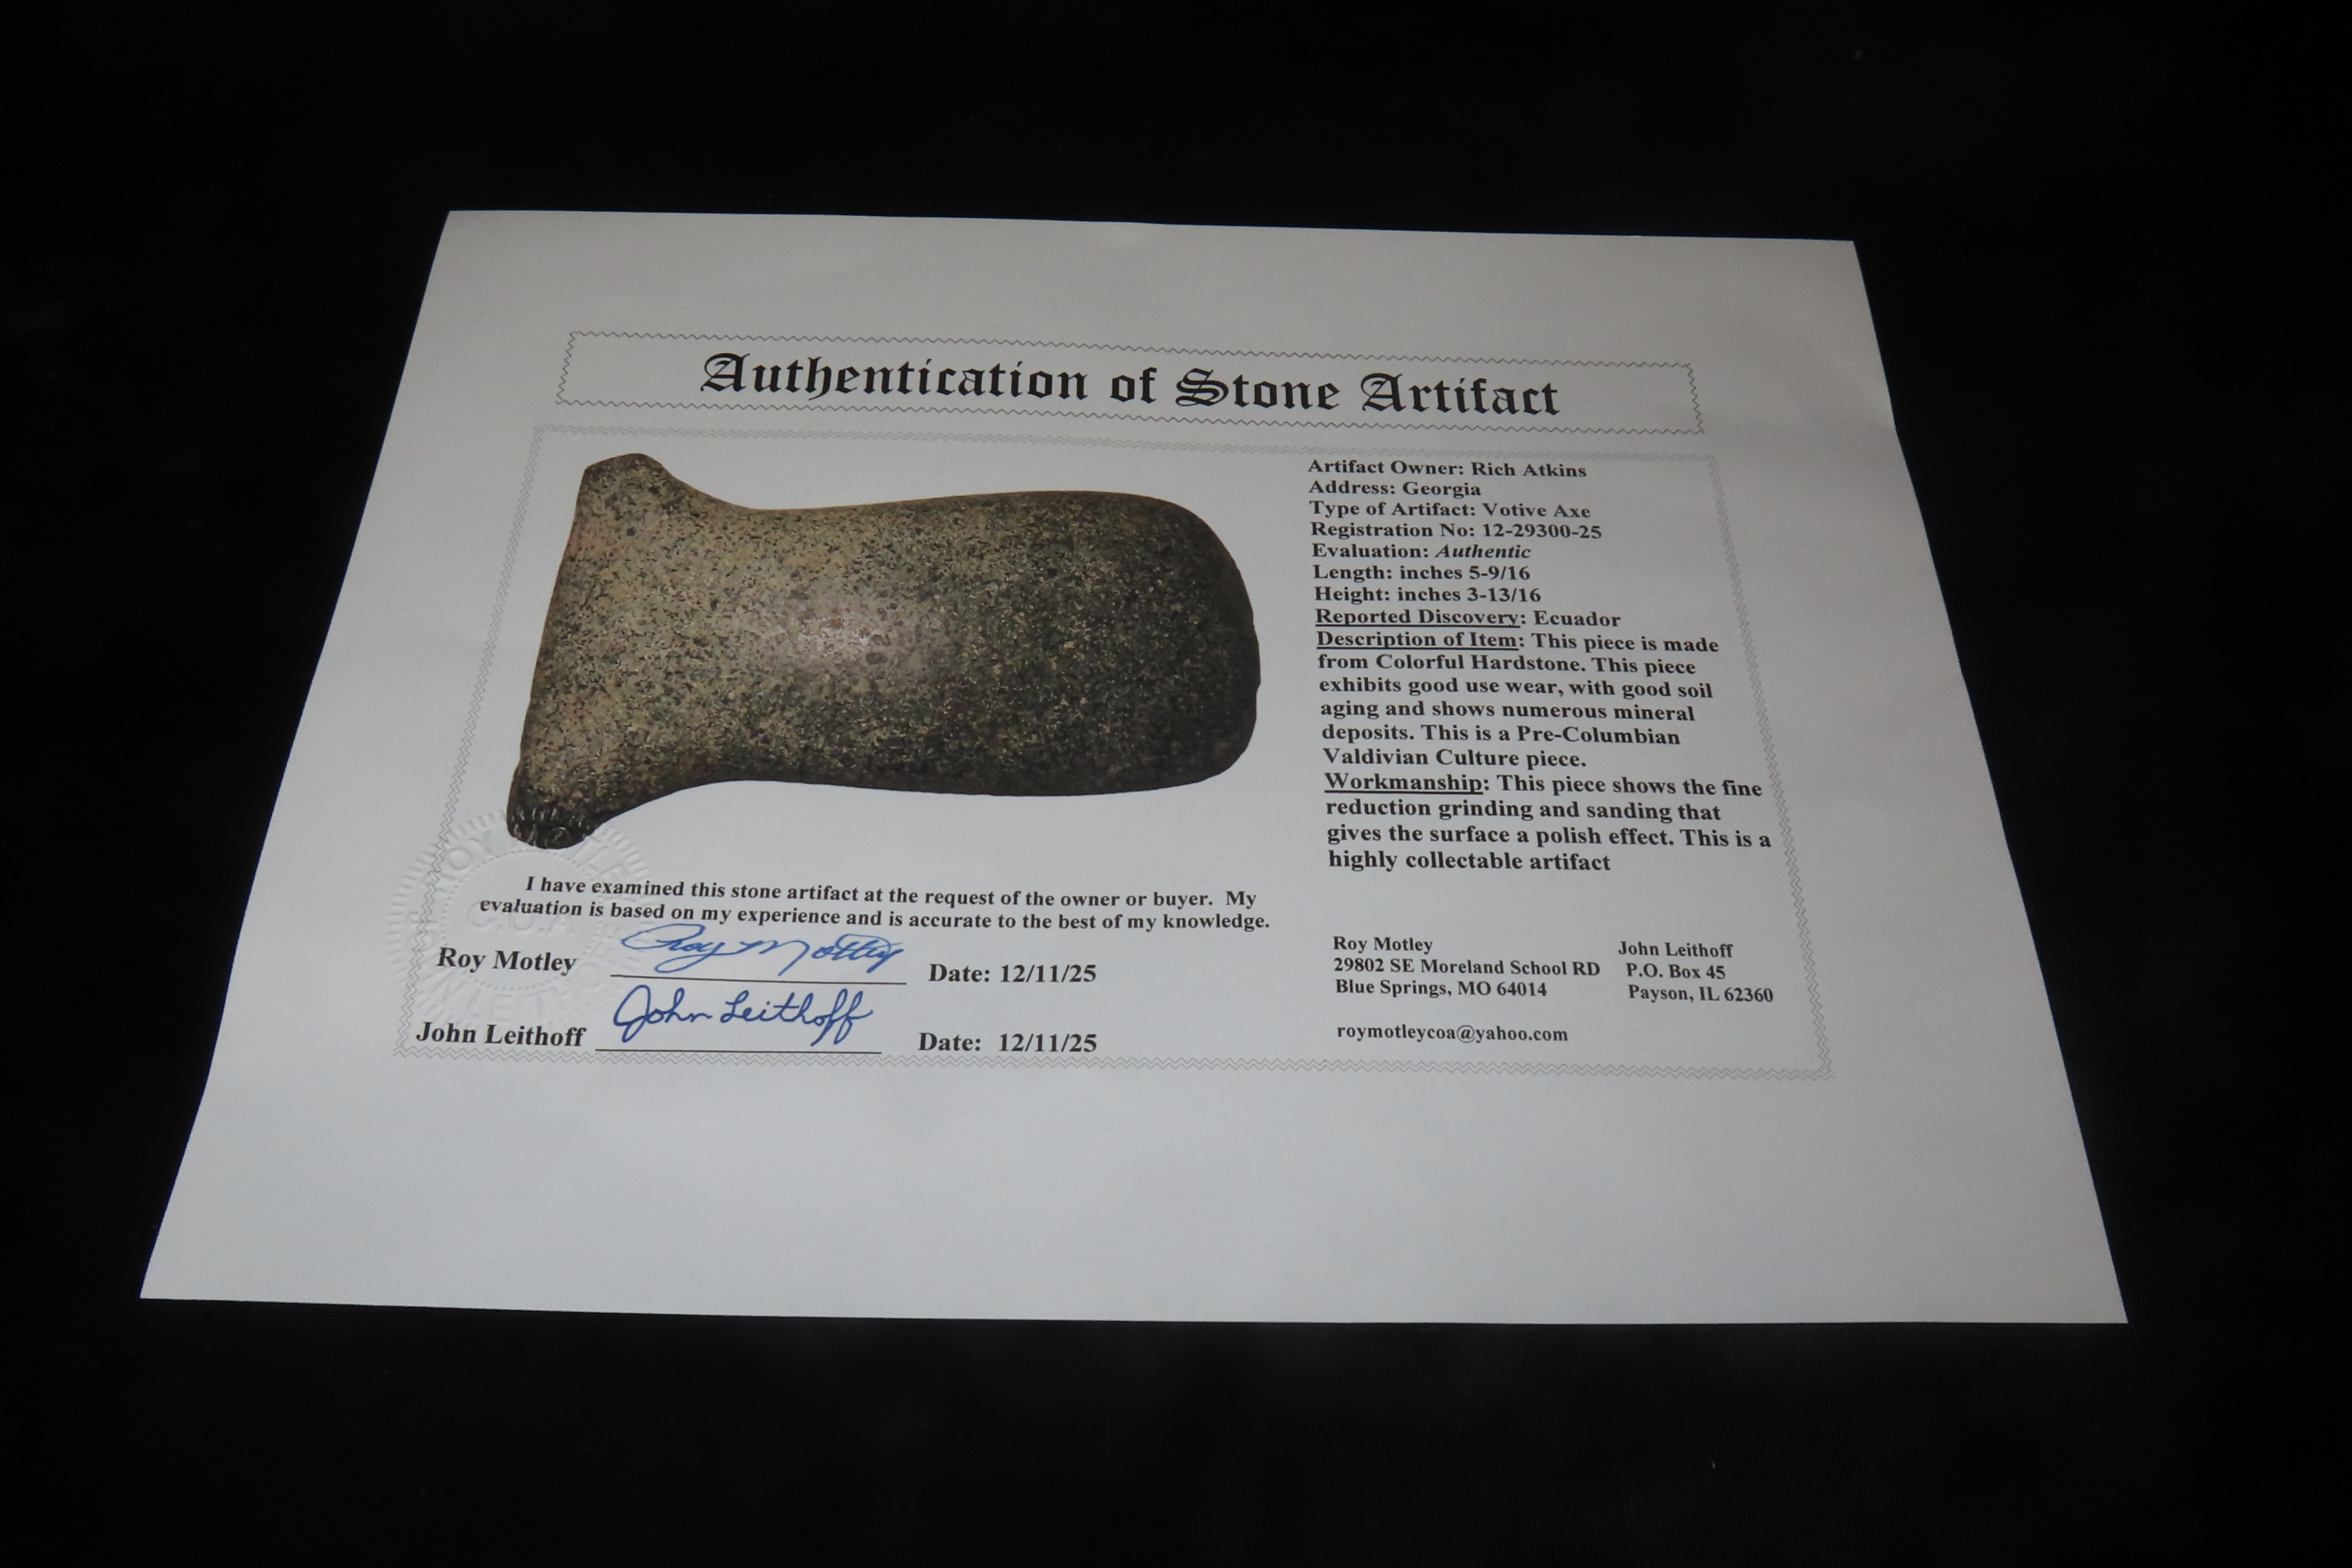 Authentication of Stone Artifact
Artifact Owner: Rich Atkins
Address: Georgia
Type of Artifact: Votive Axe
Registration No: 12-29300-25
Evaluation: Authentic
Length: inches 5-9/16
Height: inches 3-13/16
Reported Discovery: Ecuador
Description of Item: This piece is made
from Colorful Hardstone. This piece
exhibits good use wear, with good soil
aging and shows numerous mineral
deposits. This is a Pre-Columbian
Valdivian Culture piece.
Workmanship: This piece shows the fine
reduction grinding and sanding that
gives the surface a polish effect. This is a
highly collectable artifact
I have examined this stone artifact at the request of the owner or buyer. My
evaluation is based on my experience and is accurate to the best of my knowledge.
Roy Motley Roy Motley Date: 12/11/25
John Leithoff John Leithoff Date: 12/11/25
Roy Motley
29802 SE Moreland School RD
Blue Springs, MO 64014
roymotleycoa@yahoo.com
John Leithoff
P.O. Box 45
Payson, IL 62360